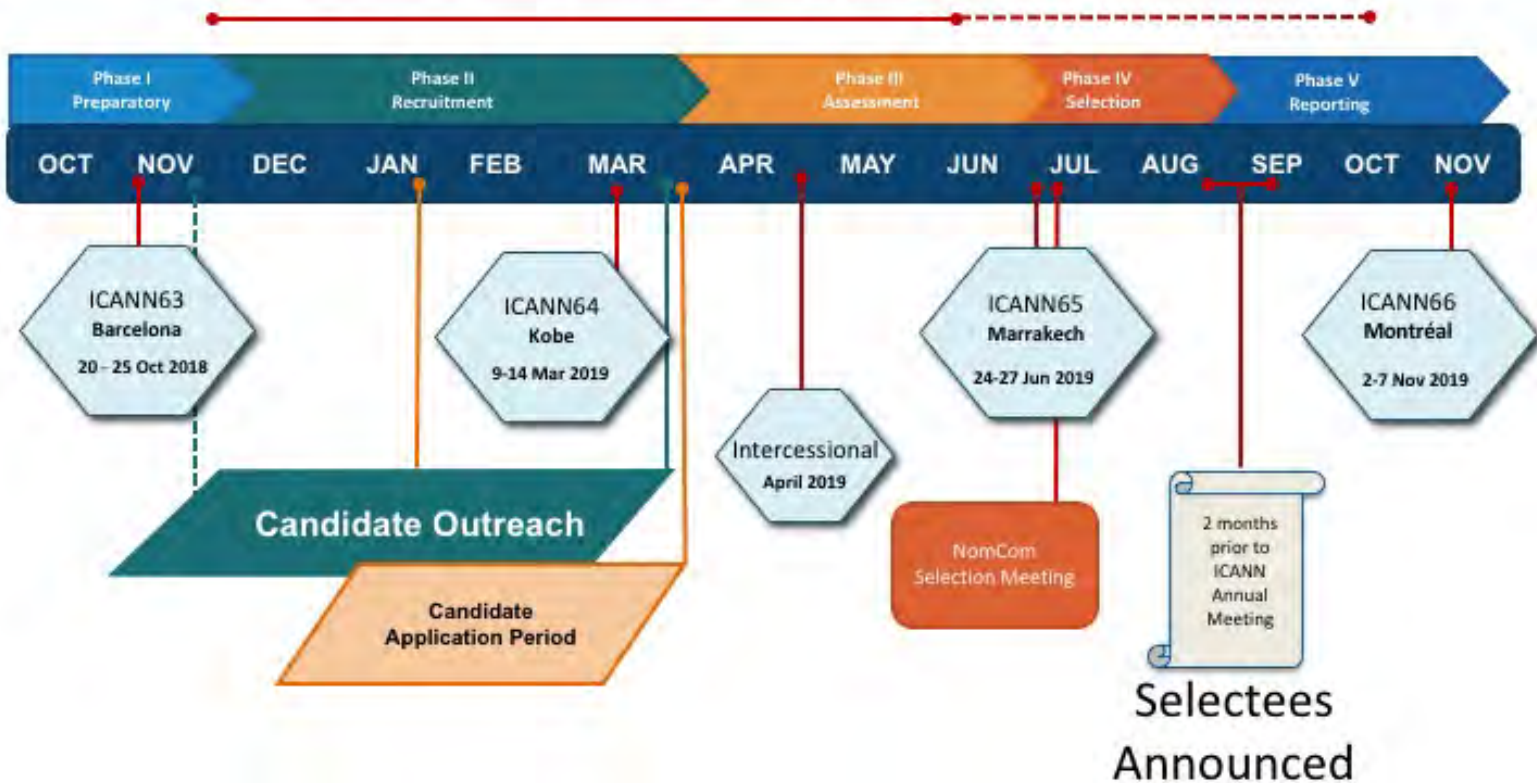 Phase I
Preparatory
Phase II
Recruitment
Phase III
Assessment
Phase IV
Selection
Phase V
Reporting
OCT NOV DEC JAN FEB MAR APR MAY JUN JUL AUG SEP OCT NOV
ICANN63
Barcelona
20 – 25 Oct 2018
ICANN64
Kobe
9-14 Mar 2019
ICANN65
Marrakech
24-27 Jun 2019
ICANN66
Montréal
2-7 Nov 2019
Intercessional
April 2019
Candidate Outreach
Candidate
Application Period
NomCom
Selection Meeting
2 months
prior to
ICANN
Annual
Meeting
Selectees
Announced